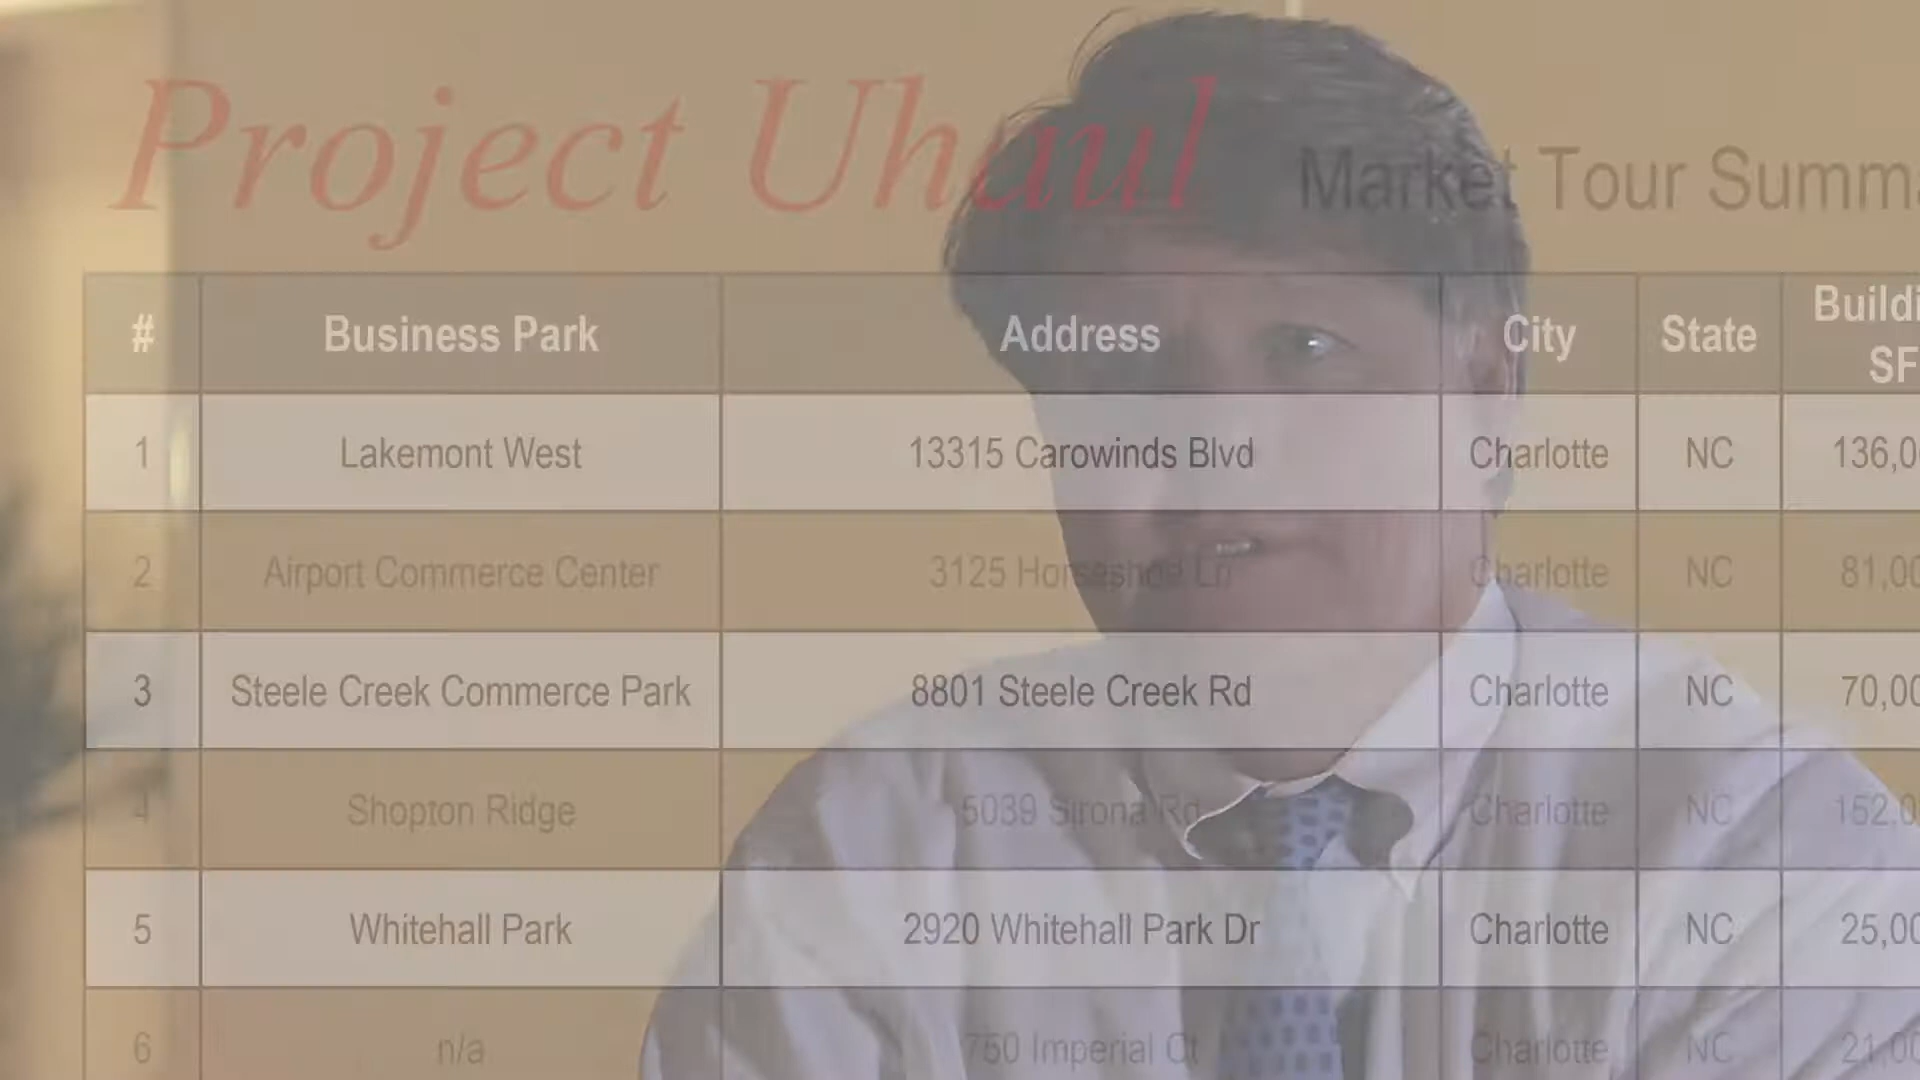 Project Uhaul Market Tour Summa
# Business Park Address City State Buildi SF
1 Lakemont West 13315 Carowinds Blvd Charlotte NC 136,0
2 Airport Commerce Center 3125 Horseshoe Ln Charlotte NC 81,00
3 Steele Creek Commerce Park 8801 Steele Creek Rd Charlotte NC 70,00
4 Shopton Ridge 5039 Sirona Rd Charlotte NC 152,0
5 Whitehall Park 2920 Whitehall Park Dr Charlotte NC 25,00
6 n/a 750 Imperial Ct Charlotte NC 21,00